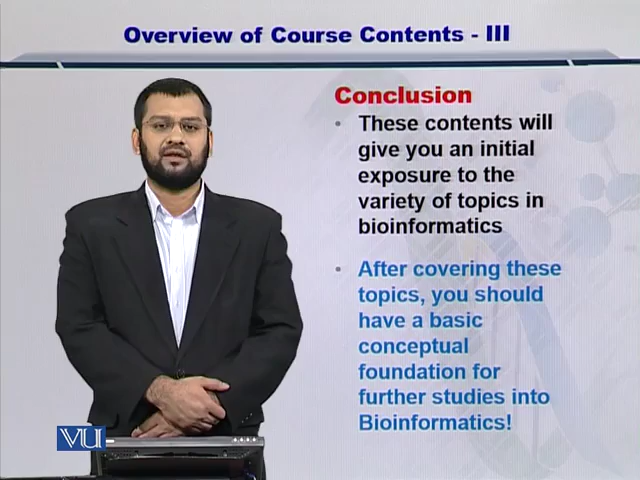 Overview of Course Contents - III
Conclusion
• These contents will
give you an initial
exposure to the
variety of topics in
bioinformatics
• After covering these
topics, you should
have a basic
conceptual
foundation for
further studies into
Bioinformatics!
VU